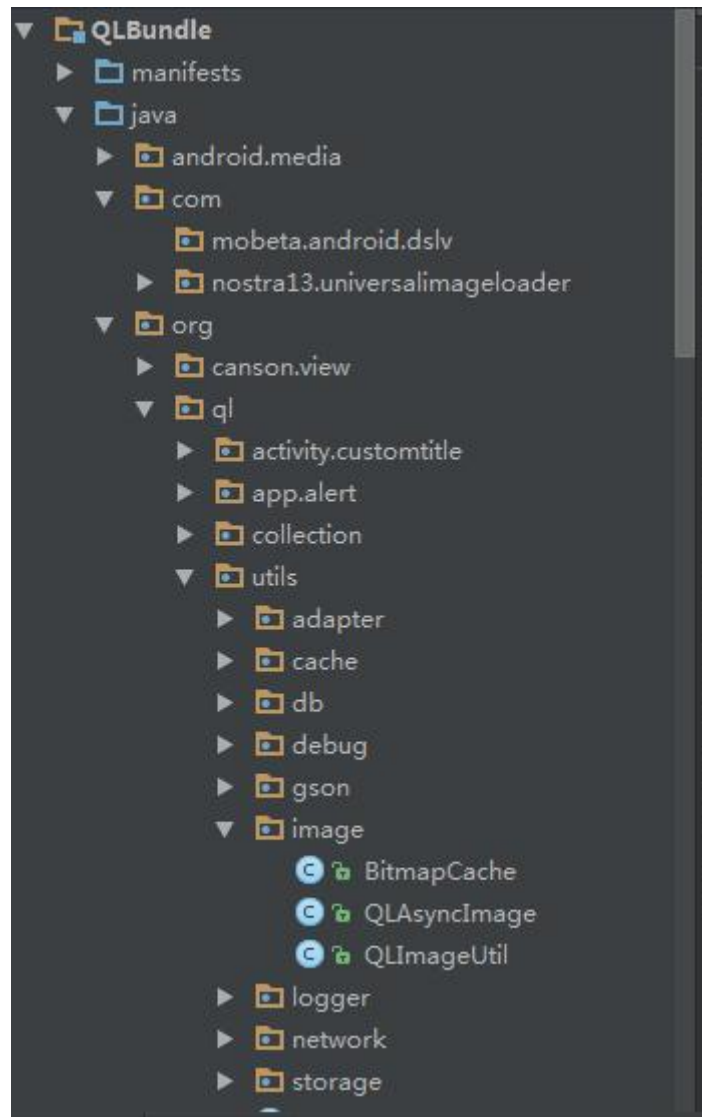 QLBundle
manifests
java
android.media
com
mobeta.android.dslv
nostra13.universalimageloader
org
canson.view
ql
activity.customtitle
app.alert
collection
utils
adapter
cache
db
debug
gson
image
BitmapCache
QLAsyncImage
QLImageUtil
logger
network
storage